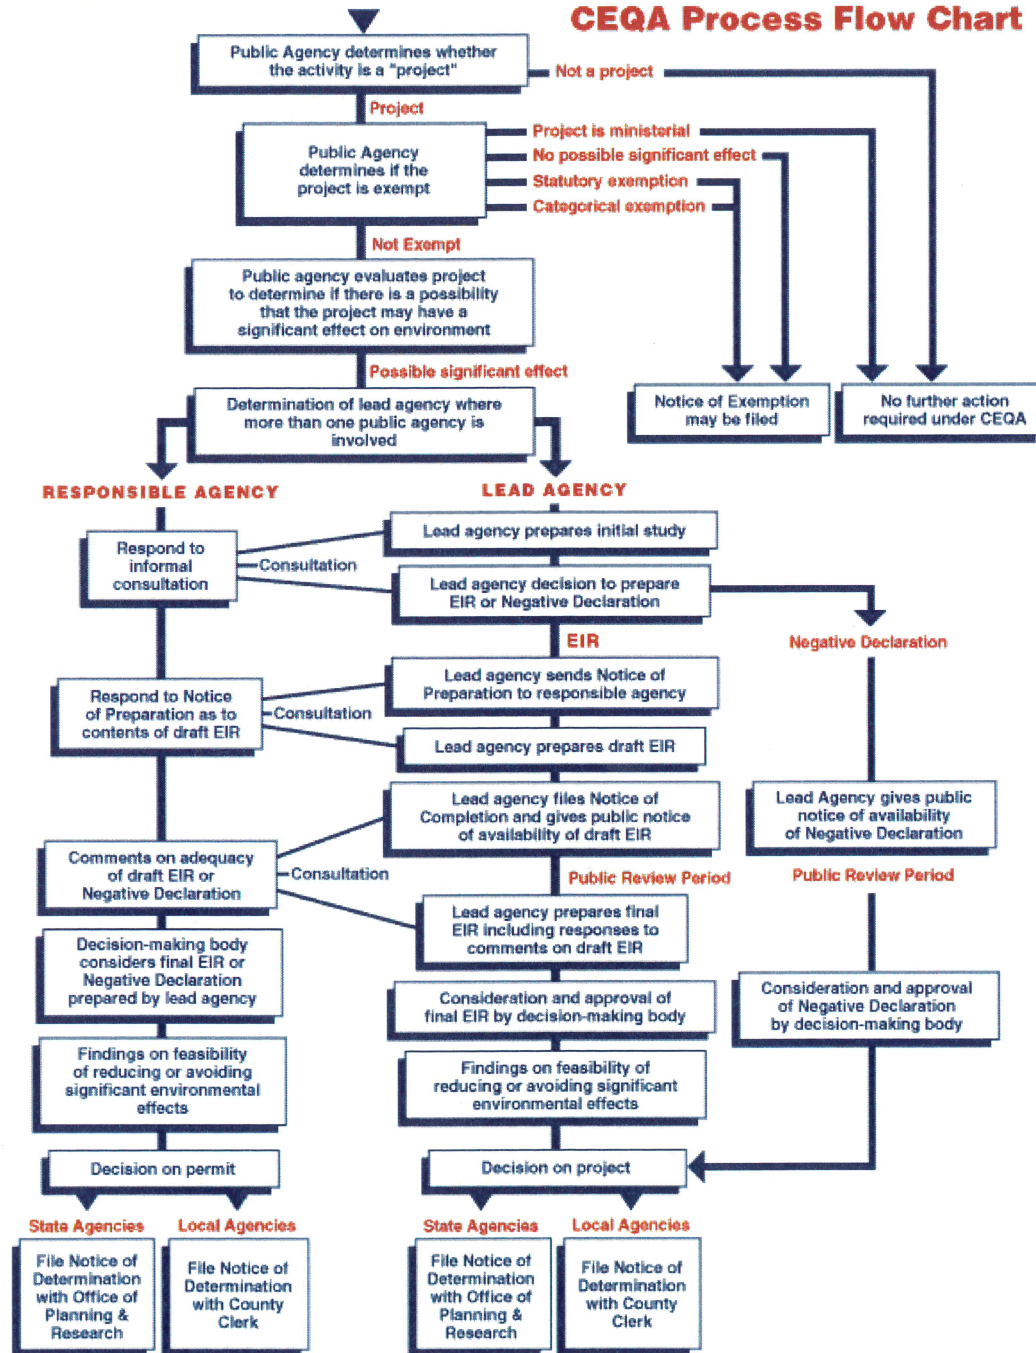 CEQA Process Flow Chart
Public Agency determines whether
the activity is a "project"
Not a project
Project
Public Agency
determines if the
project is exempt
Project is ministerial
No possible significant effect
Statutory exemption
Categorical exemption
Not Exempt
Public agency evaluates project
to determine if there is a possibility
that the project may have a
significant effect on environment
Possible significant effect
Notice of Exemption
may be filed
No further action
required under CEQA
Determination of lead agency where
more than one public agency is
involved
RESPONSIBLE AGENCY
LEAD AGENCY
Respond to
informal
consultation
Consultation
Lead agency prepares initial study
Lead agency decision to prepare
EIR or Negative Declaration
EIR
Negative Declaration
Respond to Notice
of Preparation as to
contents of draft EIR
Consultation
Lead agency sends Notice of
Preparation to responsible agency
Lead agency prepares draft EIR
Lead agency files Notice of
Completion and gives public notice
of availability of draft EIR
Lead Agency gives public
notice of availability
of Negative Declaration
Comments on adequacy
of draft EIR or
Negative Declaration
Consultation
Public Review Period
Public Review Period
Lead agency prepares final
EIR including responses to
comments on draft EIR
Decision-making body
considers final EIR or
Negative Declaration
prepared by lead agency
Consideration and approval of
final EIR by decision-making body
Consideration and approval
of Negative Declaration
by decision-making body
Findings on feasibility
of reducing or avoiding
significant environmental
effects
Findings on feasibility of
reducing or avoiding significant
environmental effects
Decision on permit
Decision on project
State Agencies
Local Agencies
State Agencies
Local Agencies
File Notice of
Determination
with Office of
Planning &
Research
File Notice of
Determination
with County
Clerk
File Notice of
Determination
with Office of
Planning &
Research
File Notice of
Determination
with County
Clerk